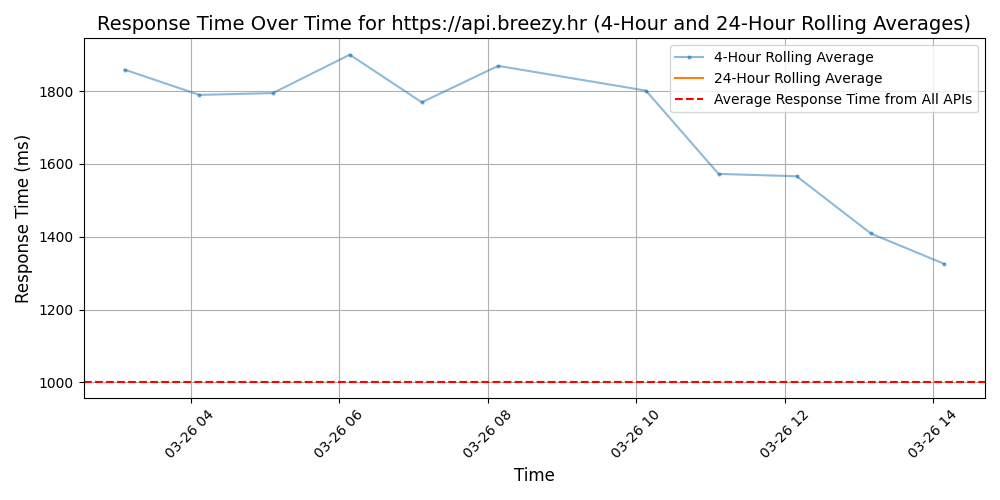 Response Time Over Time for https://api.breezy.hr (4-Hour and 24-Hour Rolling Averages)
4-Hour Rolling Average
24-Hour Rolling Average
Average Response Time from All APIs
Response Time (ms)
1800
1600
1400
1200
1000
03-26 04
03-26 06
03-26 08
03-26 10
03-26 12
03-26 14
Time